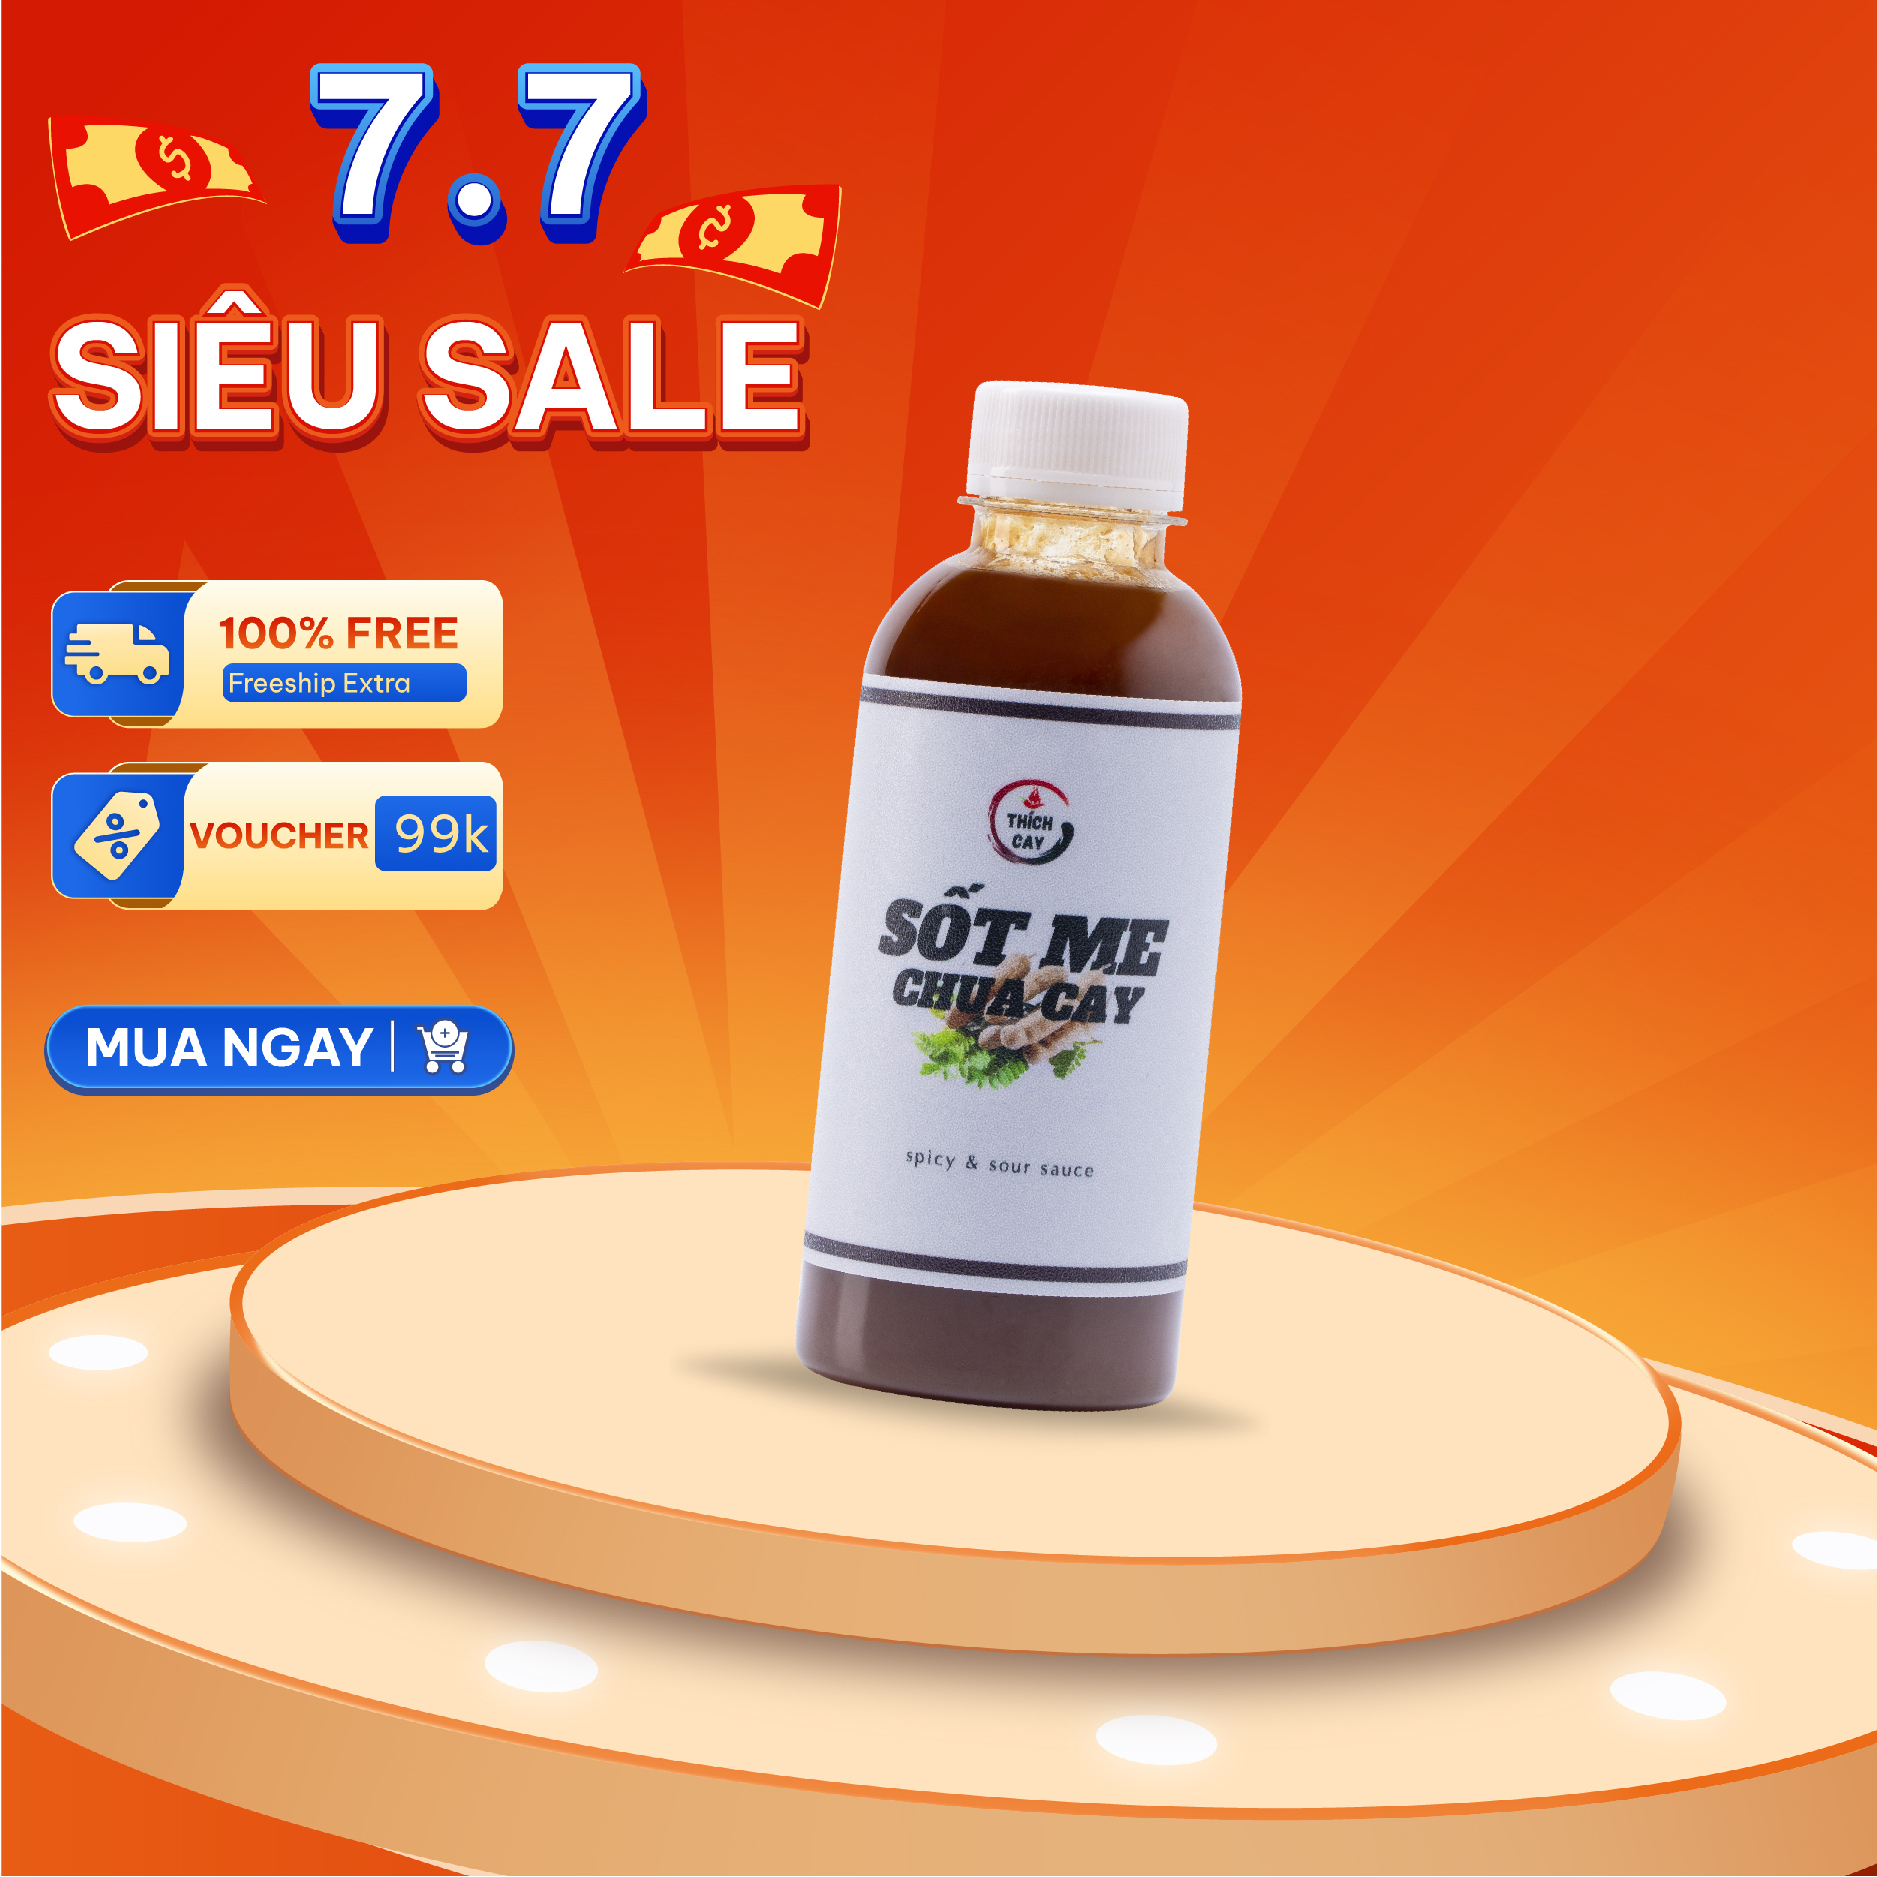 7.7
SIÊU SALE
100% FREE
Freeship Extra
VOUCHER 99k
MUA NGAY
THÍCH
CAY
SỐT ME
CHUA CAY
spicy & sour sauce